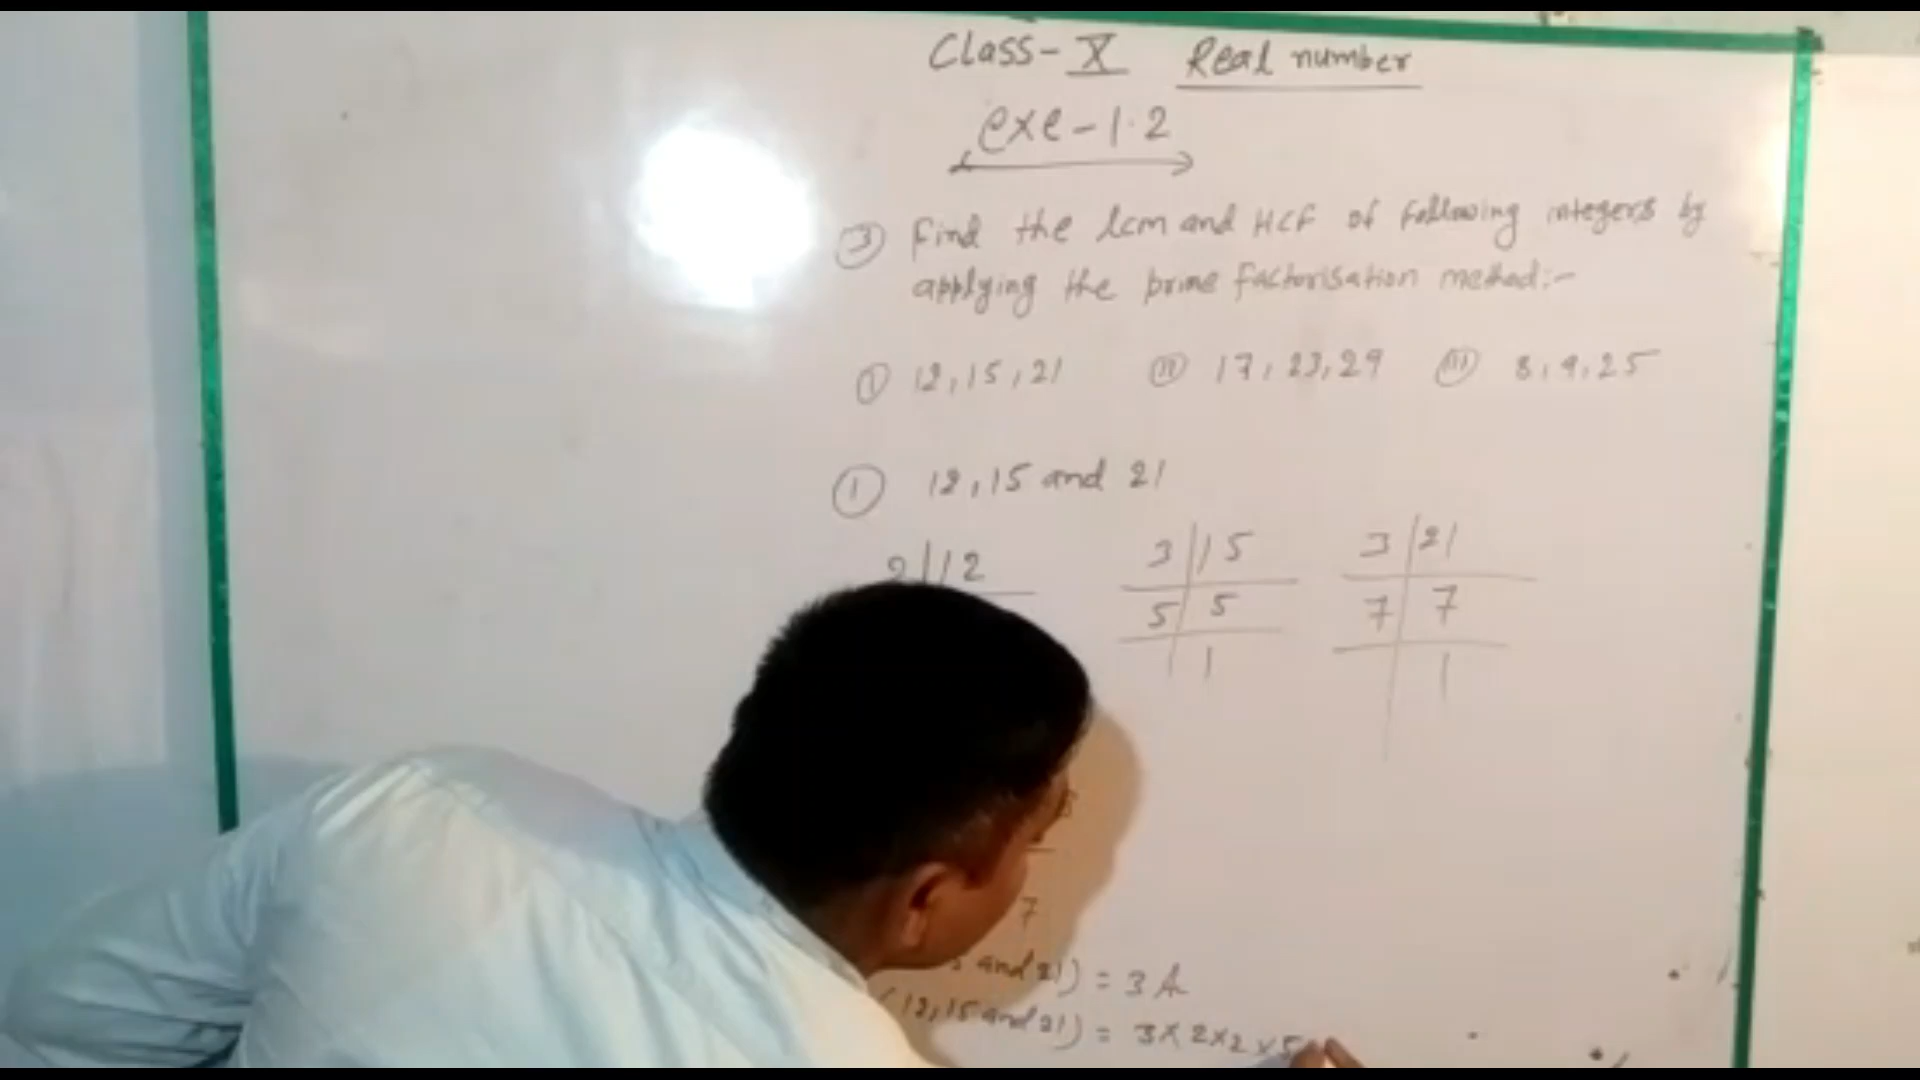 Class- X Real number
exe-1.2
③ Find the lcm and HCF of Following integers by
applying the prime factorisation method:-
① 12, 15, 21 ② 17, 23, 29 ③ 8, 9, 25
① 12, 15 and 21
2 | 12
3 | 15
5 | 5
1
3 | 21
7 | 7
1
7
and 21) = 3
(12, 15 and 21) = 3 × 2 × 2 × 5